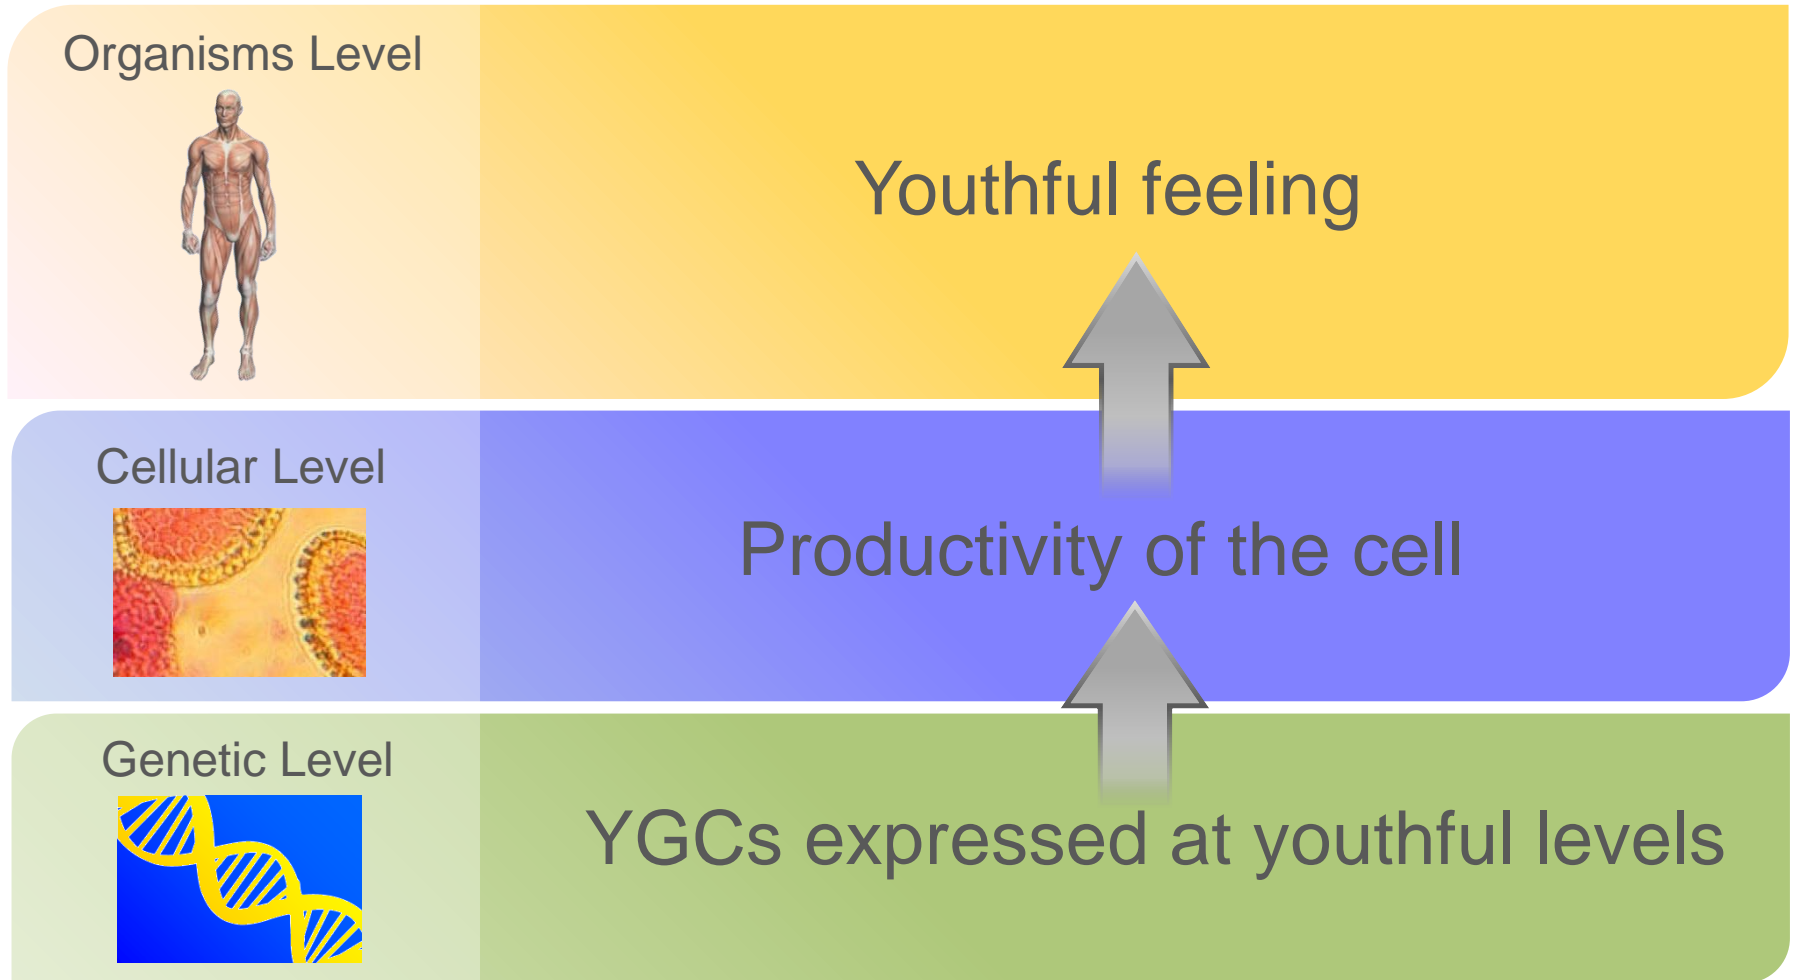 Organisms Level
Youthful feeling
Cellular Level
Productivity of the cell
Genetic Level
YGCs expressed at youthful levels